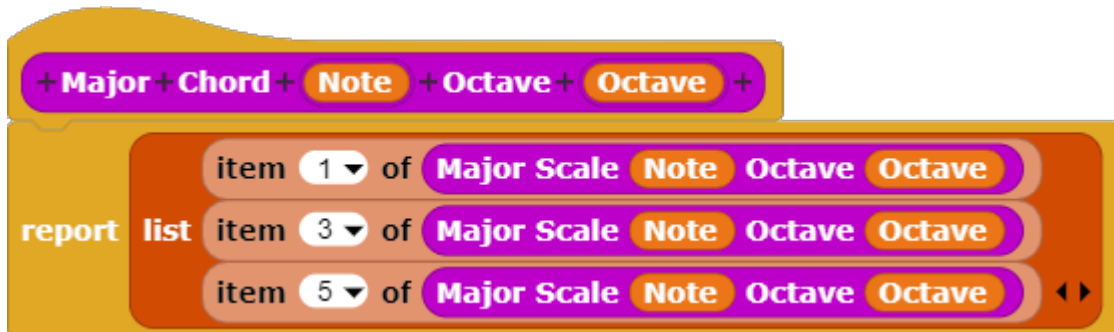 + Major + Chord + Note + Octave + Octave +
item 1 of Major Scale Note Octave Octave
report list item 3 of Major Scale Note Octave Octave
item 5 of Major Scale Note Octave Octave